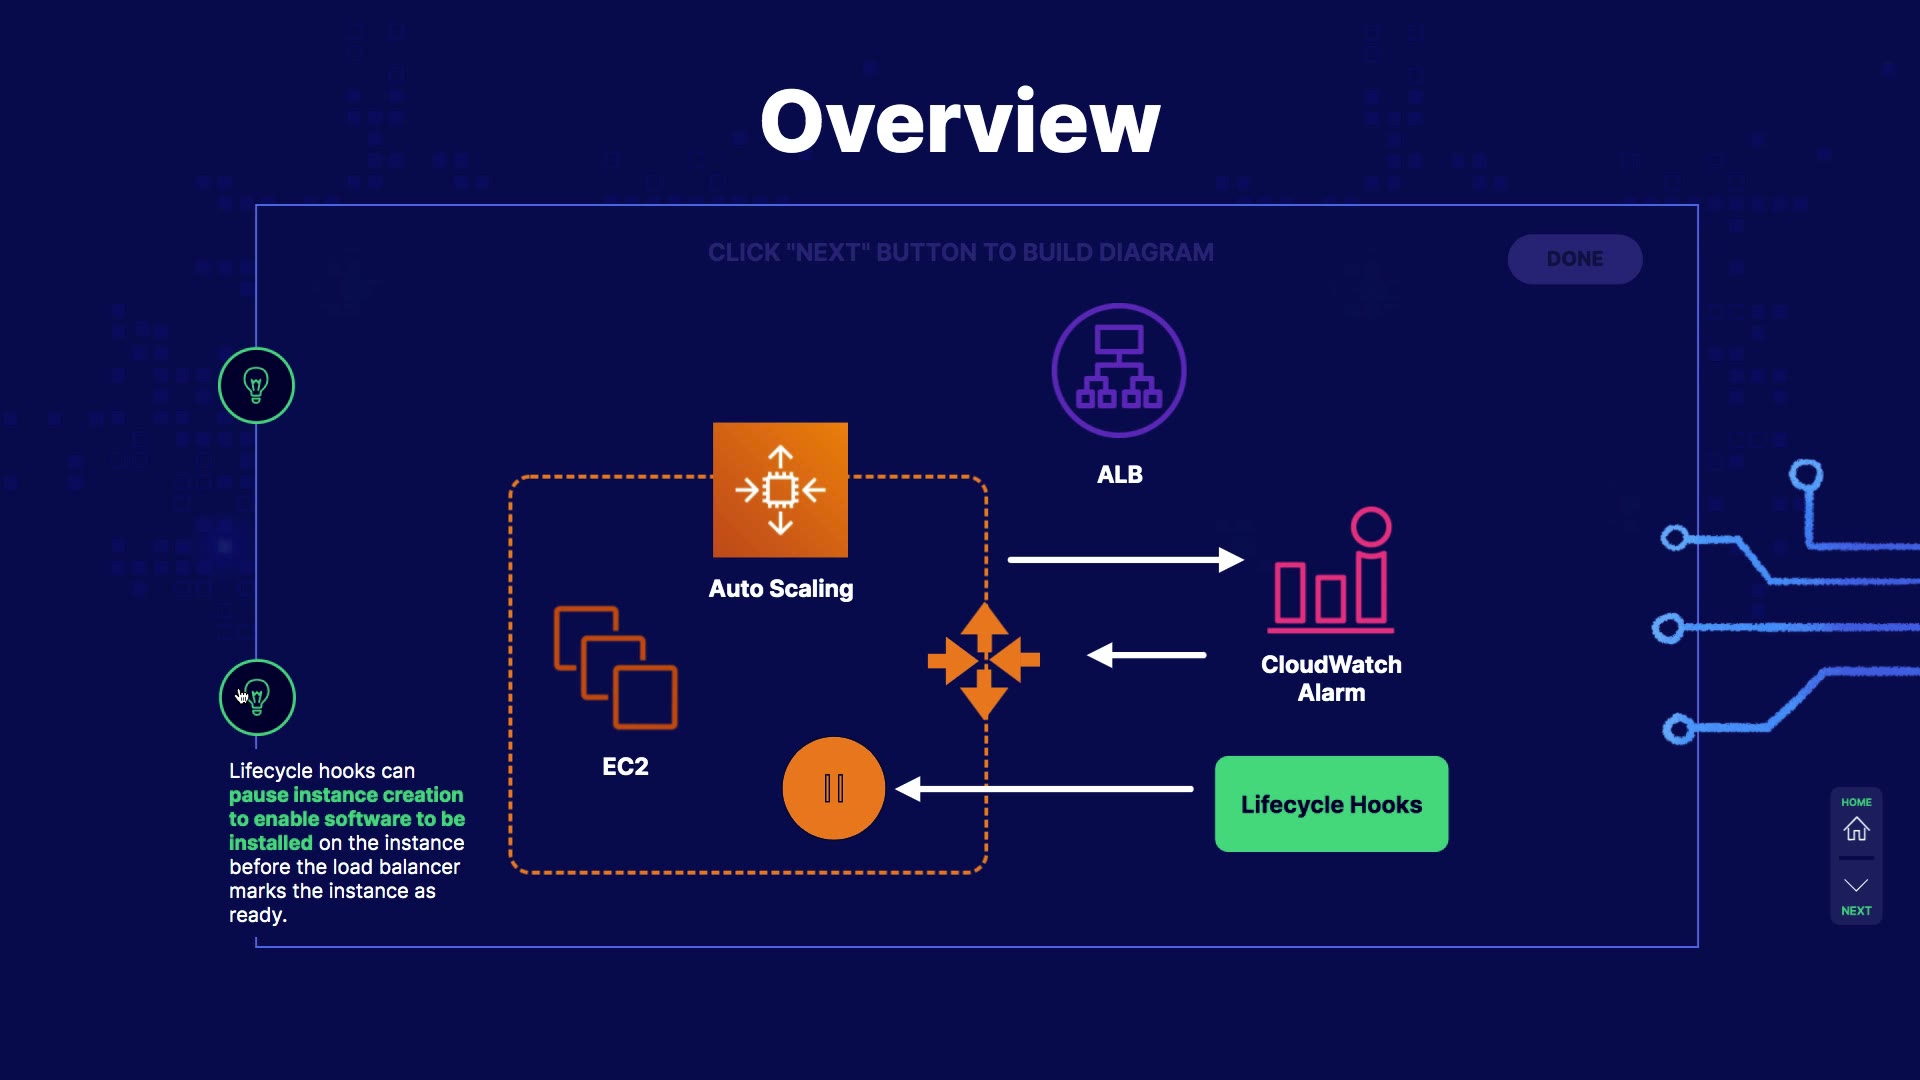 Overview
CLICK "NEXT" BUTTON TO BUILD DIAGRAM
DONE
ALB
Auto Scaling
CloudWatch
Alarm
EC2
Lifecycle Hooks
Lifecycle hooks can
pause instance creation
to enable software to be
installed on the instance
before the load balancer
marks the instance as
ready.
HOME
NEXT